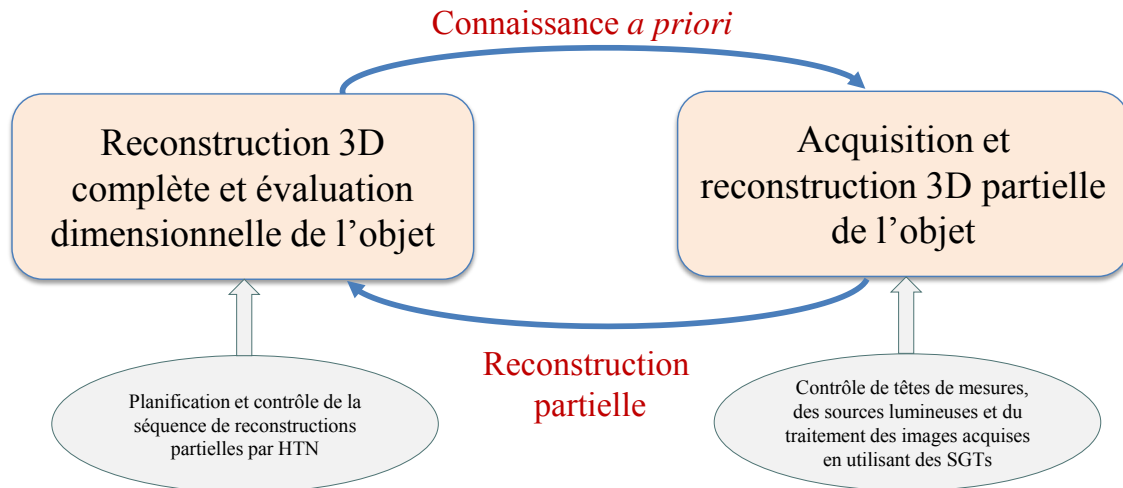 Connaissance a priori
Reconstruction 3D
complète et évaluation
dimensionnelle de l’objet
Acquisition et
reconstruction 3D partielle
de l’objet
Reconstruction
partielle
Planification et contrôle de la
séquence de reconstructions
partielles par HTN
Contrôle de têtes de mesures,
des sources lumineuses et du
traitement des images acquises
en utilisant des SGTs